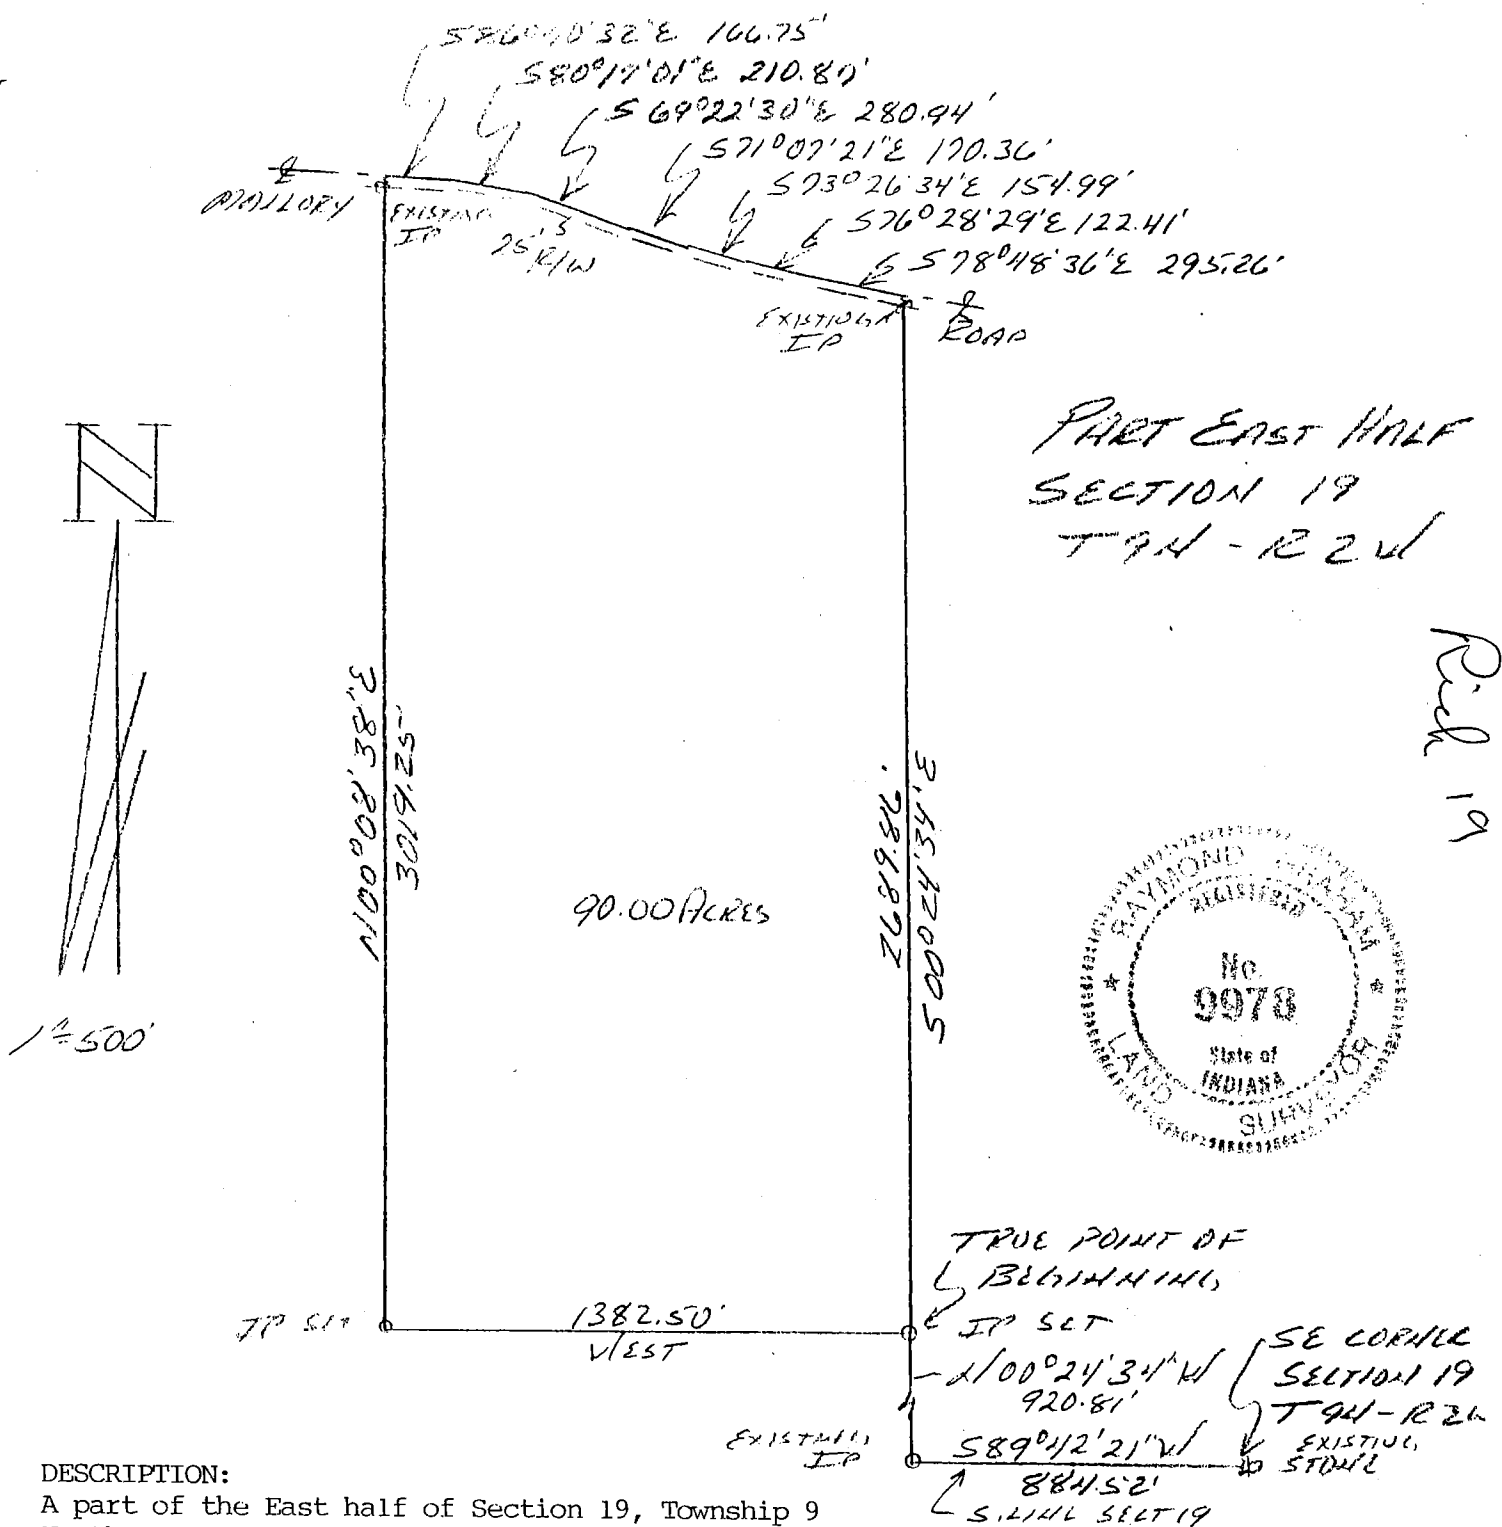 S86°40'32"E 166.75'
S80°17'01"E 210.87'
S69°22'30"E 280.94'
S71°07'21"E 170.36'
S73°26'34"E 154.99'
S76°28'29"E 122.41'
S78°48'36"E 295.26'
MALLORY
EXISTING
IP
25'
R/W
EXISTING
IP
ROAD
PART EAST HALF
SECTION 19
T9N - R2W
N
Rich 19
N00°08'38"E
3019.25'
2689.82'
S00°24'34"E
90.00 ACRES
1"=500'
RAYMOND GRAHAM
REGISTERED
No.
9978
State of
INDIANA
LAND SURVEYOR
TRUE POINT OF
BEGINNING
IP SET
1382.50'
WEST
IP SET
N00°24'34"W
920.81'
SE CORNER
SECTION 19
T9N-R2W
EXISTING
STONE
EXISTING
IP
S89°42'21"W
884.52'
S. LINE SECT 19
DESCRIPTION:
A part of the East half of Section 19, Township 9